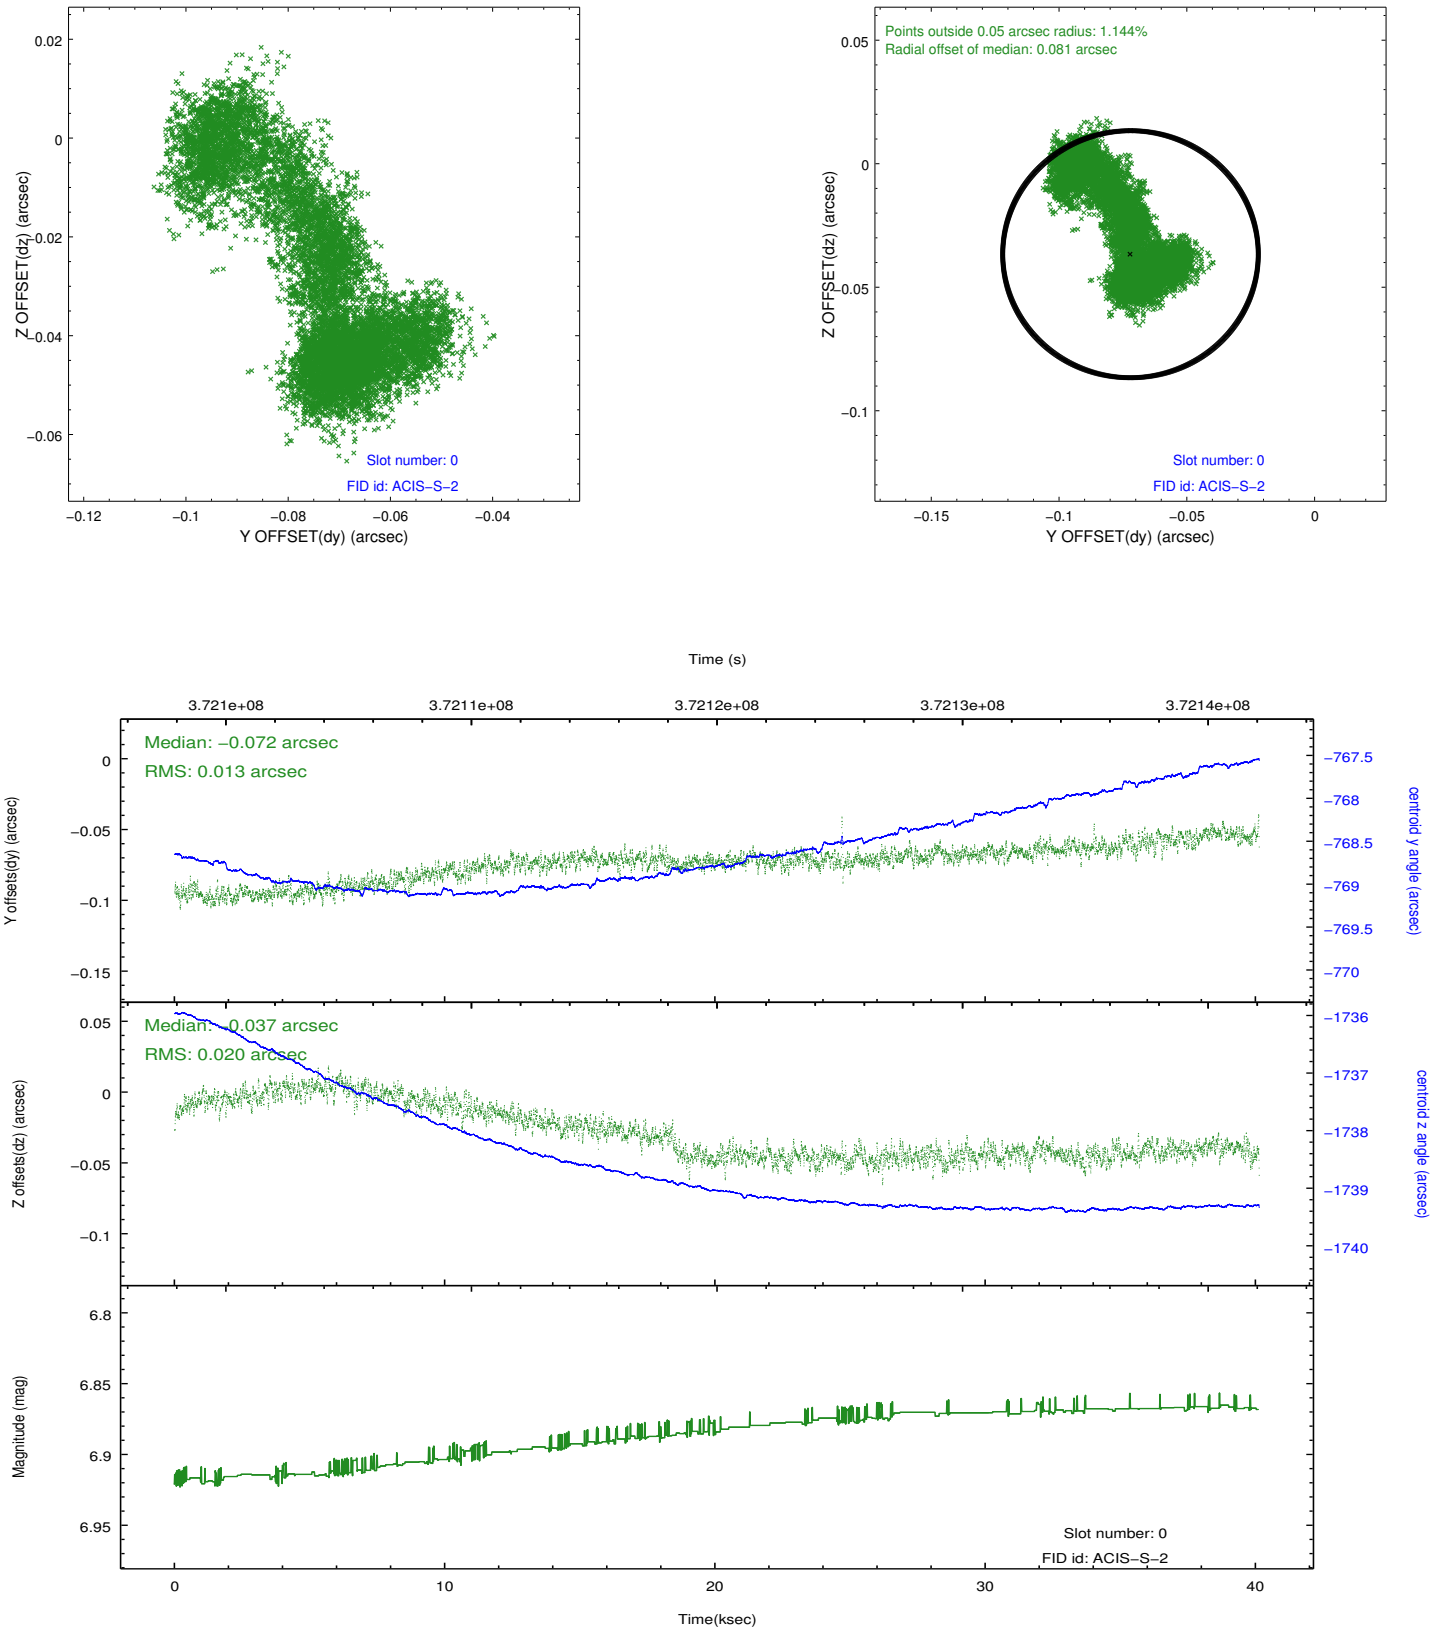 0.02
0
−0.02
−0.04
−0.06
Z OFFSET(dz) (arcsec)
Slot number: 0
FID id: ACIS−S−2
−0.12
−0.1
−0.08
−0.06
−0.04
Y OFFSET(dy) (arcsec)
Points outside 0.05 arcsec radius: 1.144%
Radial offset of median: 0.081 arcsec
0.05
0
−0.05
−0.1
Z OFFSET(dz) (arcsec)
Slot number: 0
FID id: ACIS−S−2
−0.15
−0.1
−0.05
0
Y OFFSET(dy) (arcsec)
Time (s)
3.721e+08
3.7211e+08
3.7212e+08
3.7213e+08
3.7214e+08
Median: −0.072 arcsec
RMS: 0.013 arcsec
0
−0.05
−0.1
−0.15
Y offsets(dy) (arcsec)
−767.5
−768
−768.5
−769
−769.5
−770
centroid y angle (arcsec)
Median: −0.037 arcsec
RMS: 0.020 arcsec
0.05
0
−0.05
−0.1
Z offsets(dz) (arcsec)
−1736
−1737
−1738
−1739
−1740
centroid z angle (arcsec)
6.8
6.85
6.9
6.95
Magnitude (mag)
Slot number: 0
FID id: ACIS−S−2
0
10
20
30
40
Time(ksec)